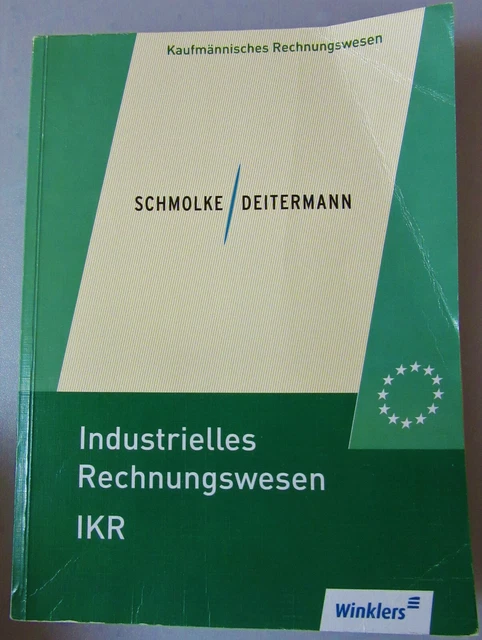 Kaufmännisches Rechnungswesen
SCHMOLKE / DEITERMANN
Industrielles
Rechnungswesen
IKR
Winklers